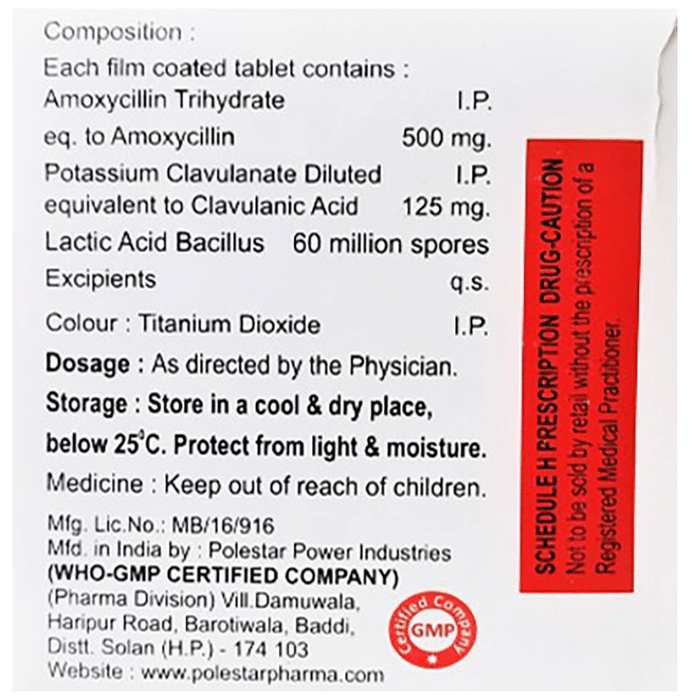 Composition :
Each film coated tablet contains :
Amoxycillin Trihydrate I.P.
eq. to Amoxycillin 500 mg.
Potassium Clavulanate Diluted I.P.
equivalent to Clavulanic Acid 125 mg.
Lactic Acid Bacillus 60 million spores
Excipients q.s.
Colour : Titanium Dioxide I.P.
Dosage : As directed by the Physician.
Storage : Store in a cool & dry place,
below 25°C. Protect from light & moisture.
Medicine : Keep out of reach of children.
Mfg. Lic.No.: MB/16/916
Mfd. in India by : Polestar Power Industries
(WHO-GMP CERTIFIED COMPANY)
(Pharma Division) Vill.Damuwala,
Haripur Road, Barotiwala, Baddi,
Distt. Solan (H.P.) - 174 103
Website : www.polestarpharma.com
Certified Company
GMP
SCHEDULE H PRESCRIPTION DRUG-CAUTION
Not to be sold by retail without the prescription of a
Registered Medical Practitioner.